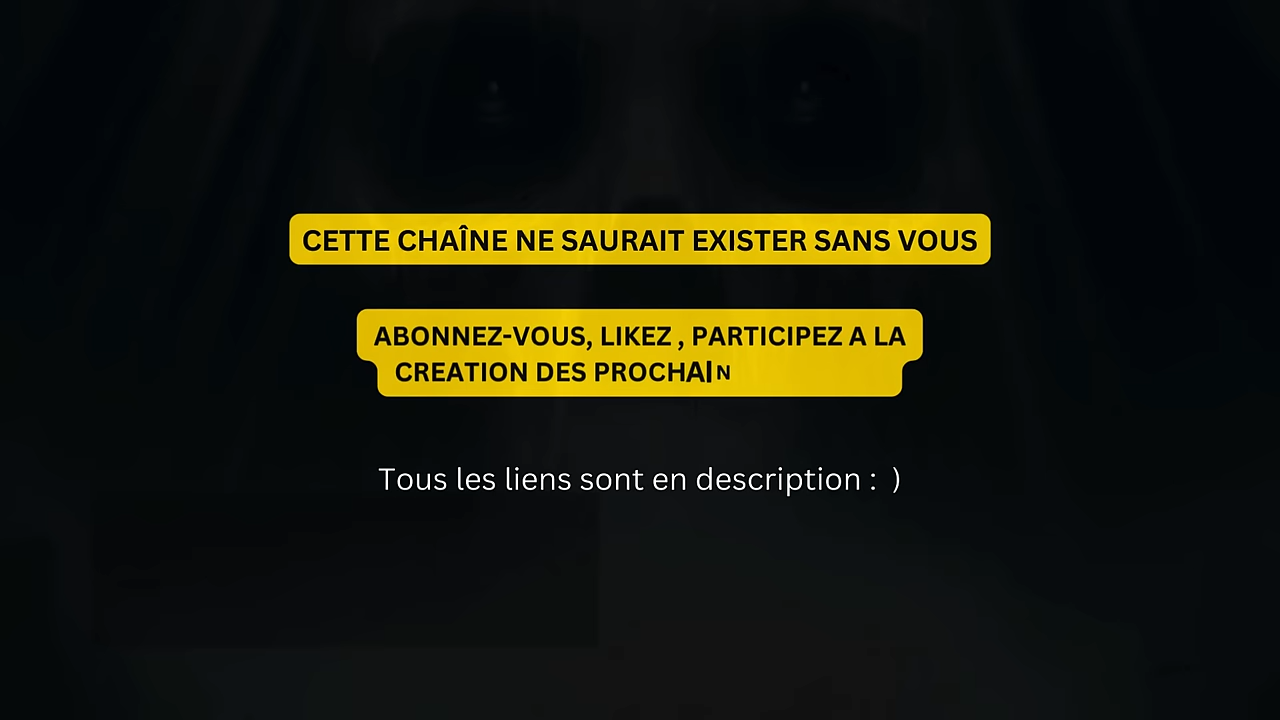 CETTE CHAÎNE NE SAURAIT EXISTER SANS VOUS
ABONNEZ-VOUS, LIKEZ , PARTICIPEZ A LA
CREATION DES PROCHAIN
Tous les liens sont en description : )